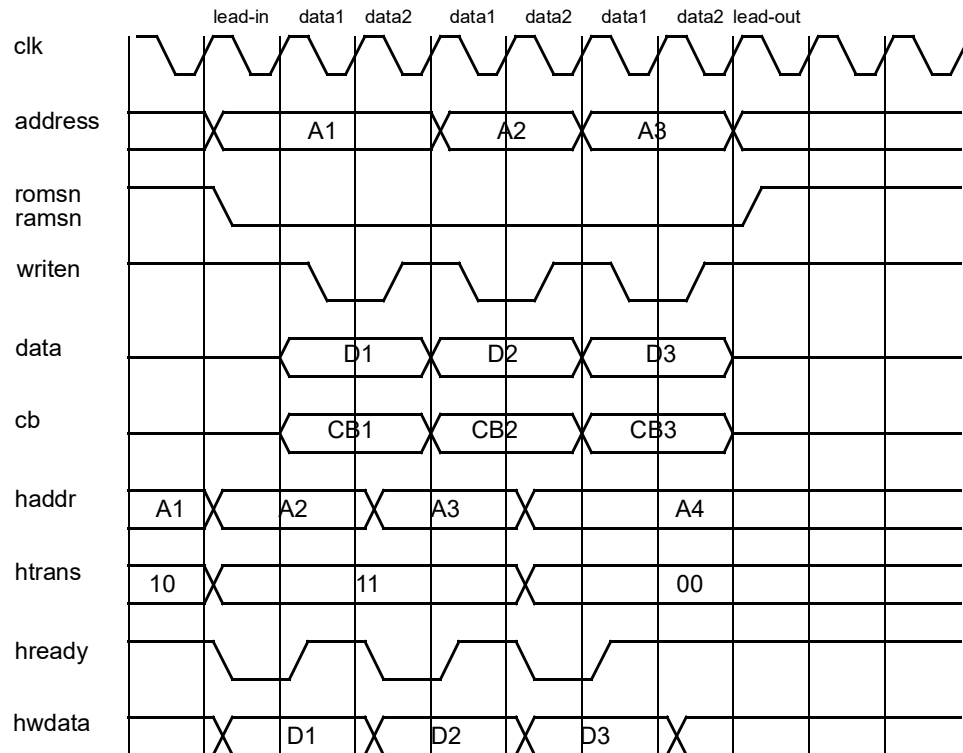 lead-in data1 data2 data1 data2 data1 data2 lead-out
clk
address A1 A2 A3
romsn
ramsn
writen
data D1 D2 D3
cb CB1 CB2 CB3
haddr A1 A2 A3 A4
htrans 10 11 00
hready
hwdata D1 D2 D3